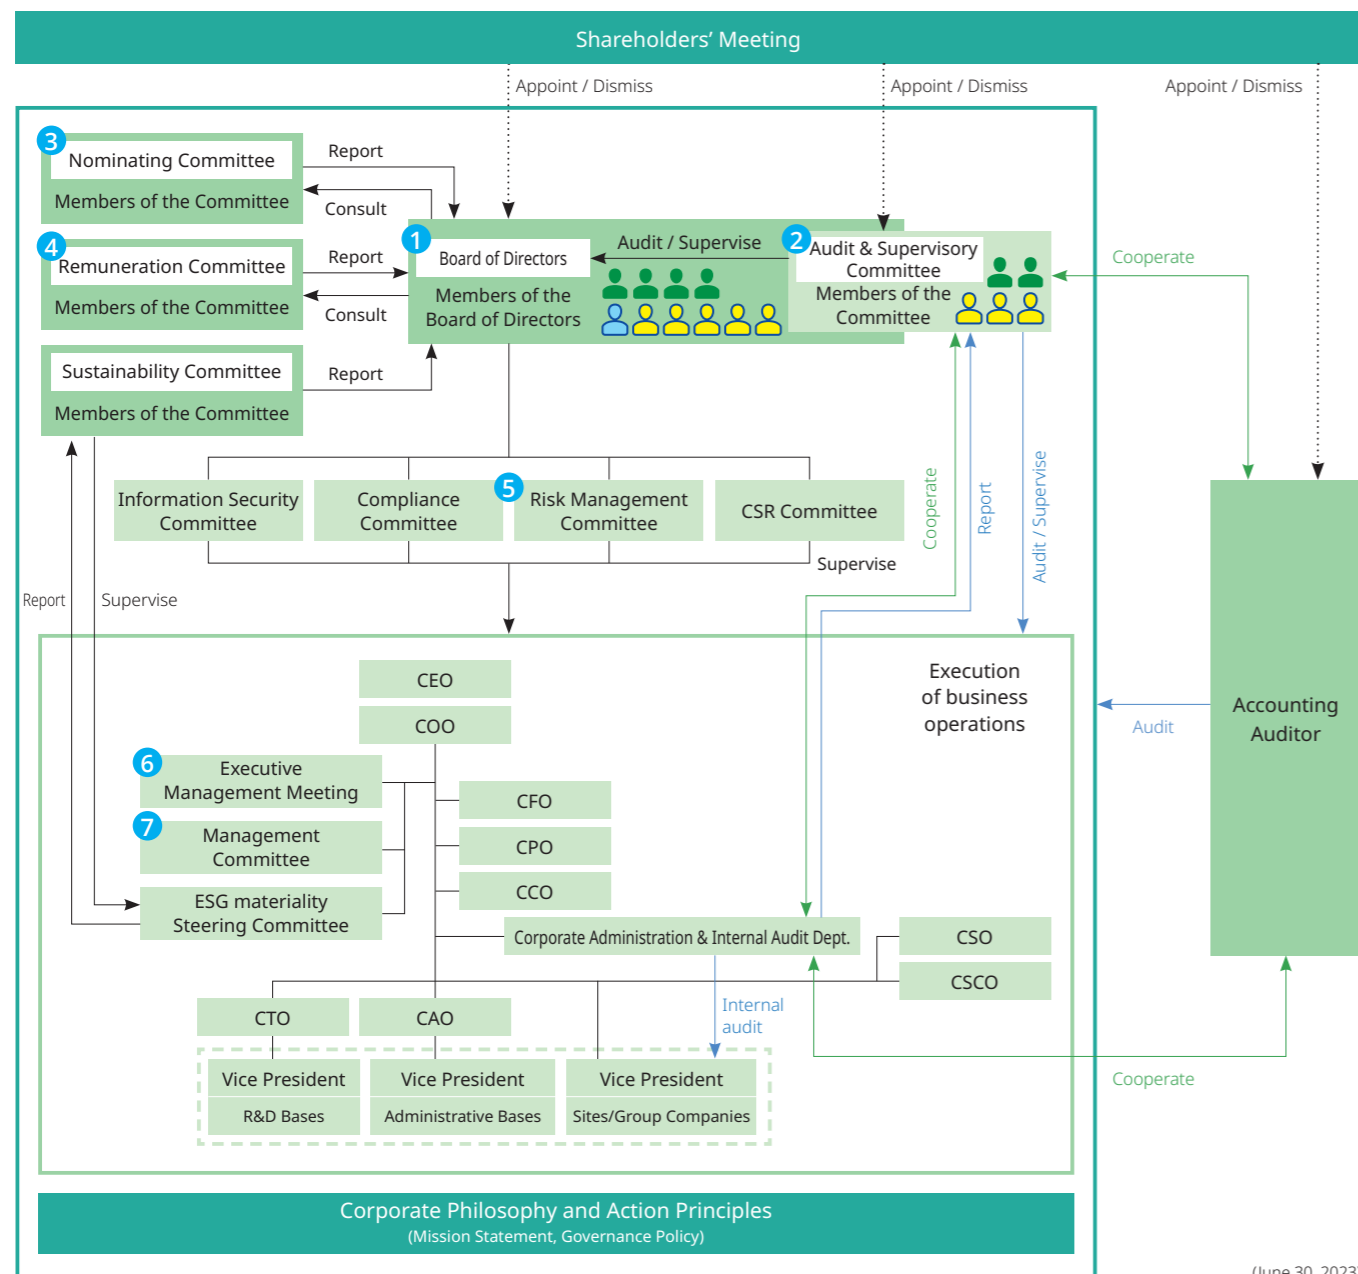 Shareholders’ Meeting
Appoint / Dismiss
Appoint / Dismiss
Appoint / Dismiss
3
Nominating Committee
Members of the Committee
Report
Consult
4
Remuneration Committee
Members of the Committee
Report
Consult
1
Board of Directors
Members of the
Board of Directors
Audit / Supervise
2
Audit & Supervisory
Committee
Members of the
Committee
Cooperate
Sustainability Committee
Members of the Committee
Report
Information Security
Committee
Compliance
Committee
5
Risk Management
Committee
CSR Committee
Supervise
Cooperate
Report
Audit / Supervise
Report
Supervise
Execution
of business
operations
CEO
COO
6
Executive
Management Meeting
7
Management
Committee
ESG materiality
Steering Committee
CFO
CPO
CCO
Corporate Administration & Internal Audit Dept.
CSO
CSCO
Internal
audit
CTO
CAO
Vice President
R&D Bases
Vice President
Administrative Bases
Vice President
Sites/Group Companies
Audit
Accounting
Auditor
Cooperate
Corporate Philosophy and Action Principles
(Mission Statement, Governance Policy)
(June 30, 2023)